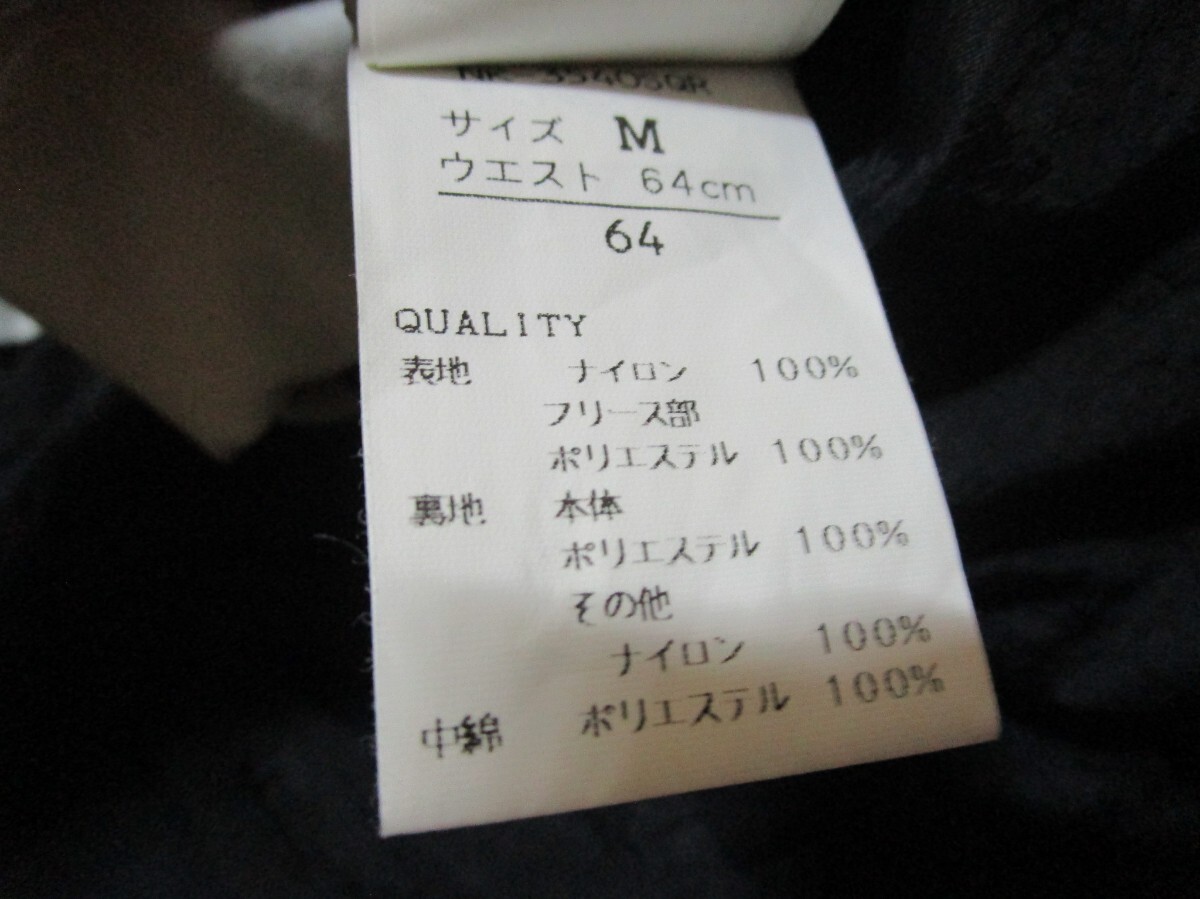 サイズ M
ウエスト 64cm
64
QUALITY
表地 ナイロン 100%
フリース部
ポリエステル 100%
裏地 本体
ポリエステル 100%
その他
ナイロン 100%
中綿 ポリエステル 100%